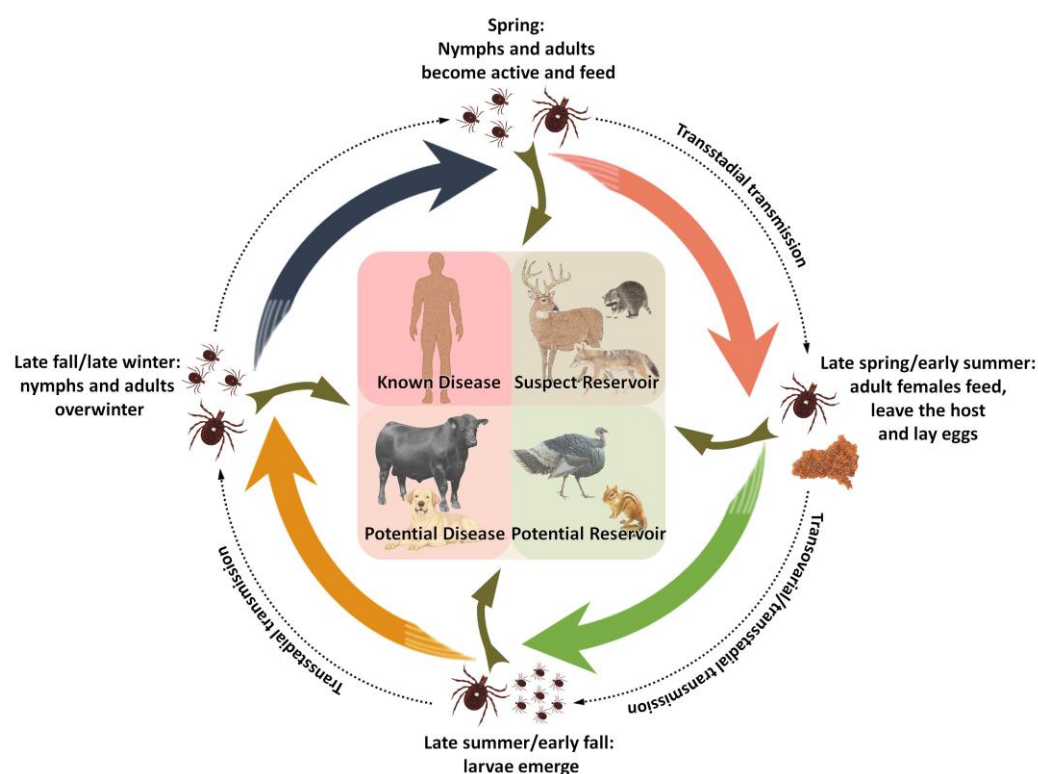 Spring:
Nymphs and adults
become active and feed
Transstadial transmission
Late fall/late winter:
nymphs and adults
overwinter
Known Disease
Suspect Reservoir
Late spring/early summer:
adult females feed,
leave the host
and lay eggs
Potential Disease
Potential Reservoir
Transstadial transmission
Transovarial/transstadial transmission
Late summer/early fall:
larvae emerge